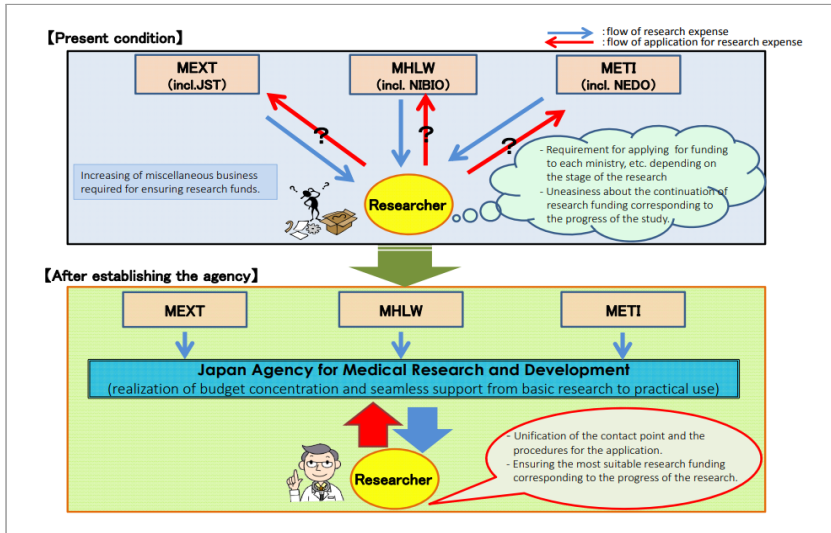 【Present condition】
: flow of research expense
: flow of application for research expense
MEXT
(incl.JST)
MHLW
(incl. NIBIO)
METI
(incl. NEDO)
?
?
?
Increasing of miscellaneous business
required for ensuring research funds.
? ?
Researcher
- Requirement for applying for funding
to each ministry, etc. depending on
the stage of the research
- Uneasiness about the continuation of
research funding corresponding to
the progress of the study.
【After establishing the agency】
MEXT
MHLW
METI
Japan Agency for Medical Research and Development
(realization of budget concentration and seamless support from basic research to practical use)
Researcher
- Unification of the contact point and the
procedures for the application.
- Ensuring the most suitable research funding
corresponding to the progress of the research.